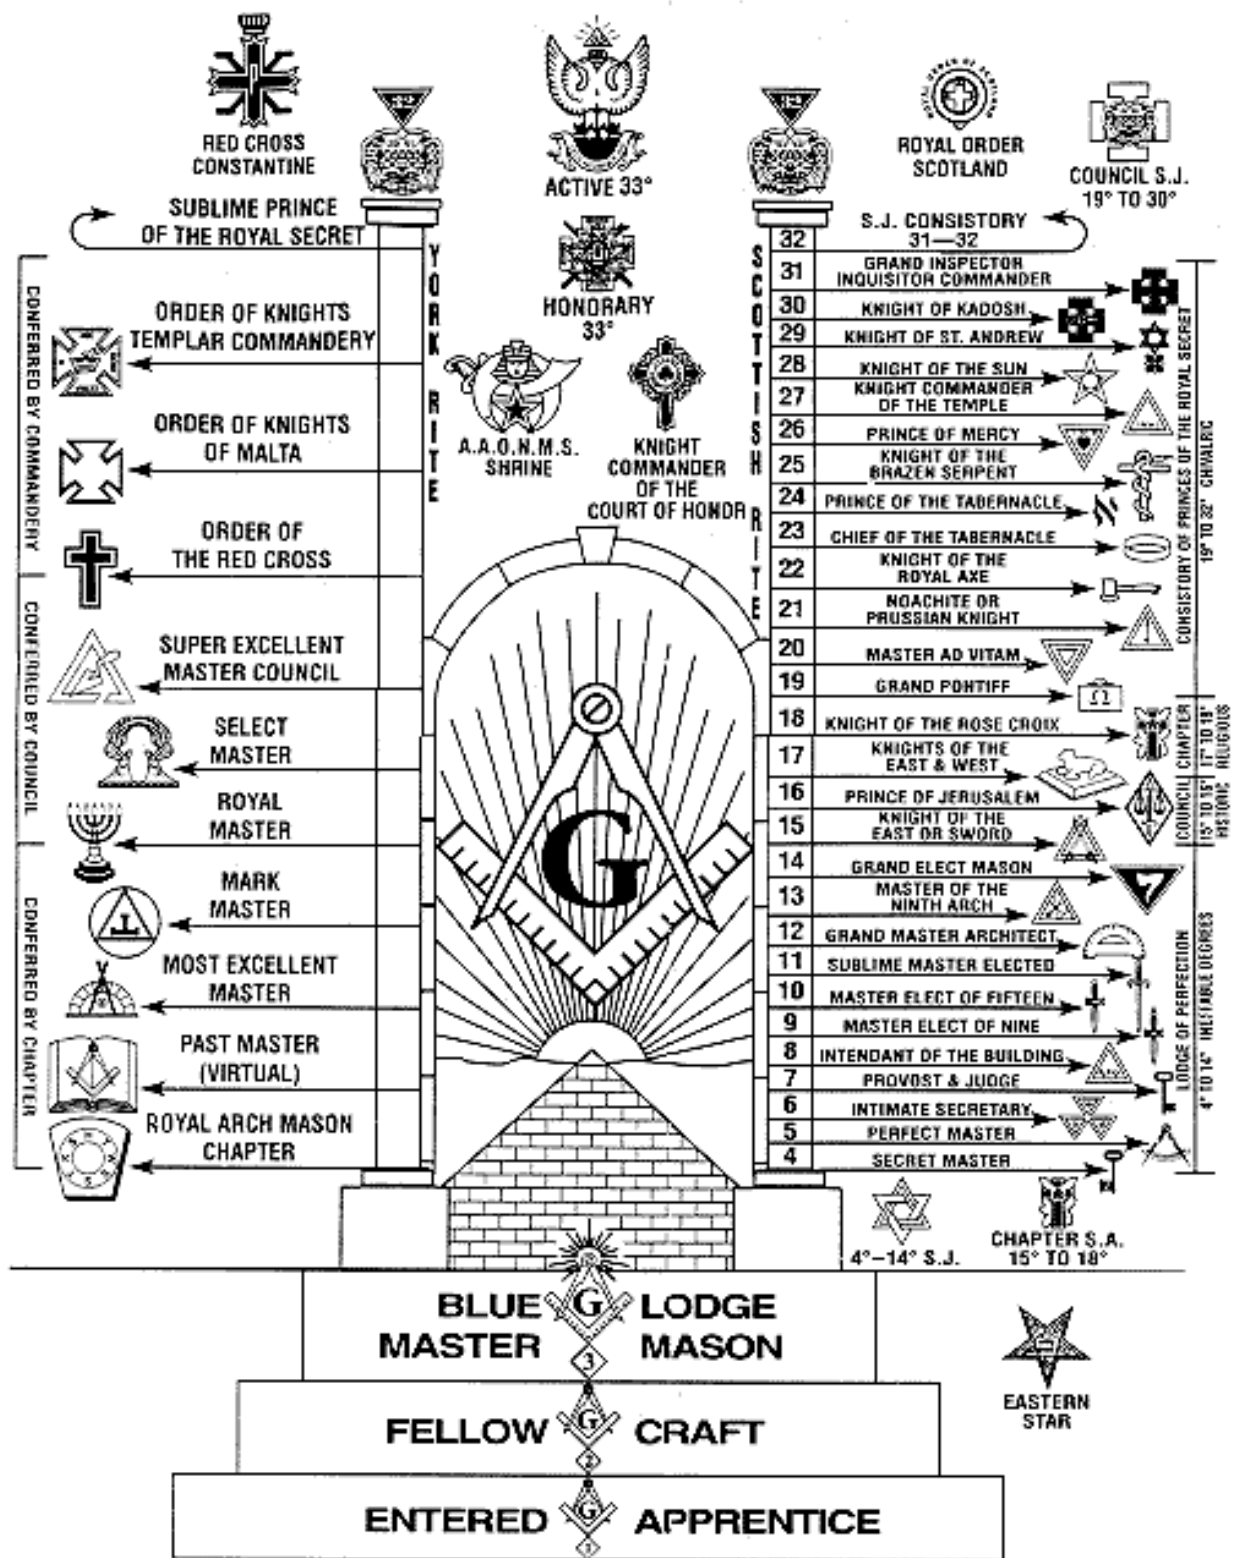 RED CROSS
CONSTANTINE
32
ACTIVE 33°
32
ROYAL ORDER OF SCOTLAND
ROYAL ORDER
SCOTLAND
COUNCIL S.J.
19° TO 30°
SUBLIME PRINCE
OF THE ROYAL SECRET
HONORARY
33°
S.J. CONSISTORY
31—32
YORK RITE
SCOTTISH RITE
CONFERRED BY COMMANDERY
ORDER OF KNIGHTS
TEMPLAR COMMANDERY
ORDER OF KNIGHTS
OF MALTA
ORDER OF
THE RED CROSS
CONFERRED BY COUNCIL
SUPER EXCELLENT
MASTER COUNCIL
SELECT
MASTER
ROYAL
MASTER
CONFERRED BY CHAPTER
MARK
MASTER
MOST EXCELLENT
MASTER
PAST MASTER
(VIRTUAL)
ROYAL ARCH MASON
CHAPTER
A.A.O.N.M.S.
SHRINE
KNIGHT
COMMANDER
OF THE
COURT OF HONOR
G
32
31 GRAND INSPECTOR
INQUISITOR COMMANDER
30 KNIGHT OF KADOSH
29 KNIGHT OF ST. ANDREW
28 KNIGHT OF THE SUN
27 KNIGHT COMMANDER
OF THE TEMPLE
26 PRINCE OF MERCY
25 KNIGHT OF THE
BRAZEN SERPENT
24 PRINCE OF THE TABERNACLE
23 CHIEF OF THE TABERNACLE
22 KNIGHT OF THE
ROYAL AXE
21 NOACHITE OR
PRUSSIAN KNIGHT
20 MASTER AD VITAM
19 GRAND PONTIFF
Ω
18 KNIGHT OF THE ROSE CROIX
17 KNIGHTS OF THE
EAST & WEST
16 PRINCE OF JERUSALEM
15 KNIGHT OF THE
EAST OR SWORD
14 GRAND ELECT MASON
13 MASTER OF THE
NINTH ARCH
12 GRAND MASTER ARCHITECT
11 SUBLIME MASTER ELECTED
10 MASTER ELECT OF FIFTEEN
9 MASTER ELECT OF NINE
8 INTENDANT OF THE BUILDING
7 PROVOST & JUDGE
6 INTIMATE SECRETARY
5 PERFECT MASTER
4 SECRET MASTER
CONSISTORY OF PRINCES OF THE ROYAL SECRET
19° TO 32° CHIVALRIC
CHAPTER
17° TO 18°
RELIGIOUS
COUNCIL
15° TO 16°
HISTORIC
LODGE OF PERFECTION
4° TO 14° INEFFABLE DEGREES
4°–14° S.J.
CHAPTER S.A.
15° TO 18°
BLUE G LODGE
MASTER 3 MASON
FELLOW G CRAFT
2
ENTERED G APPRENTICE
1
EASTERN
STAR